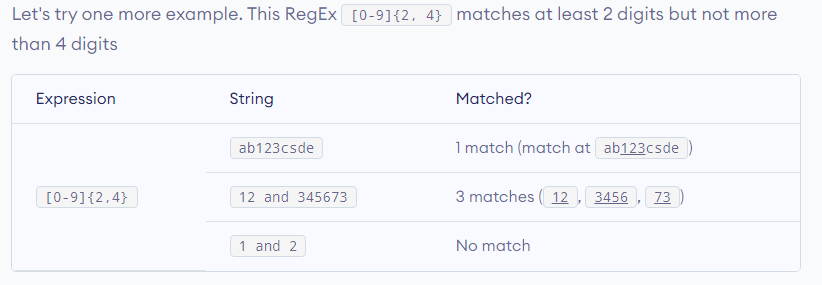 Let's try one more example. This RegEx [0-9]{2, 4} matches at least 2 digits but not more
than 4 digits
Expression String Matched?
ab123csde 1 match (match at ab123csde )
[0-9]{2,4} 12 and 345673 3 matches ( 12 , 3456 , 73 )
1 and 2 No match